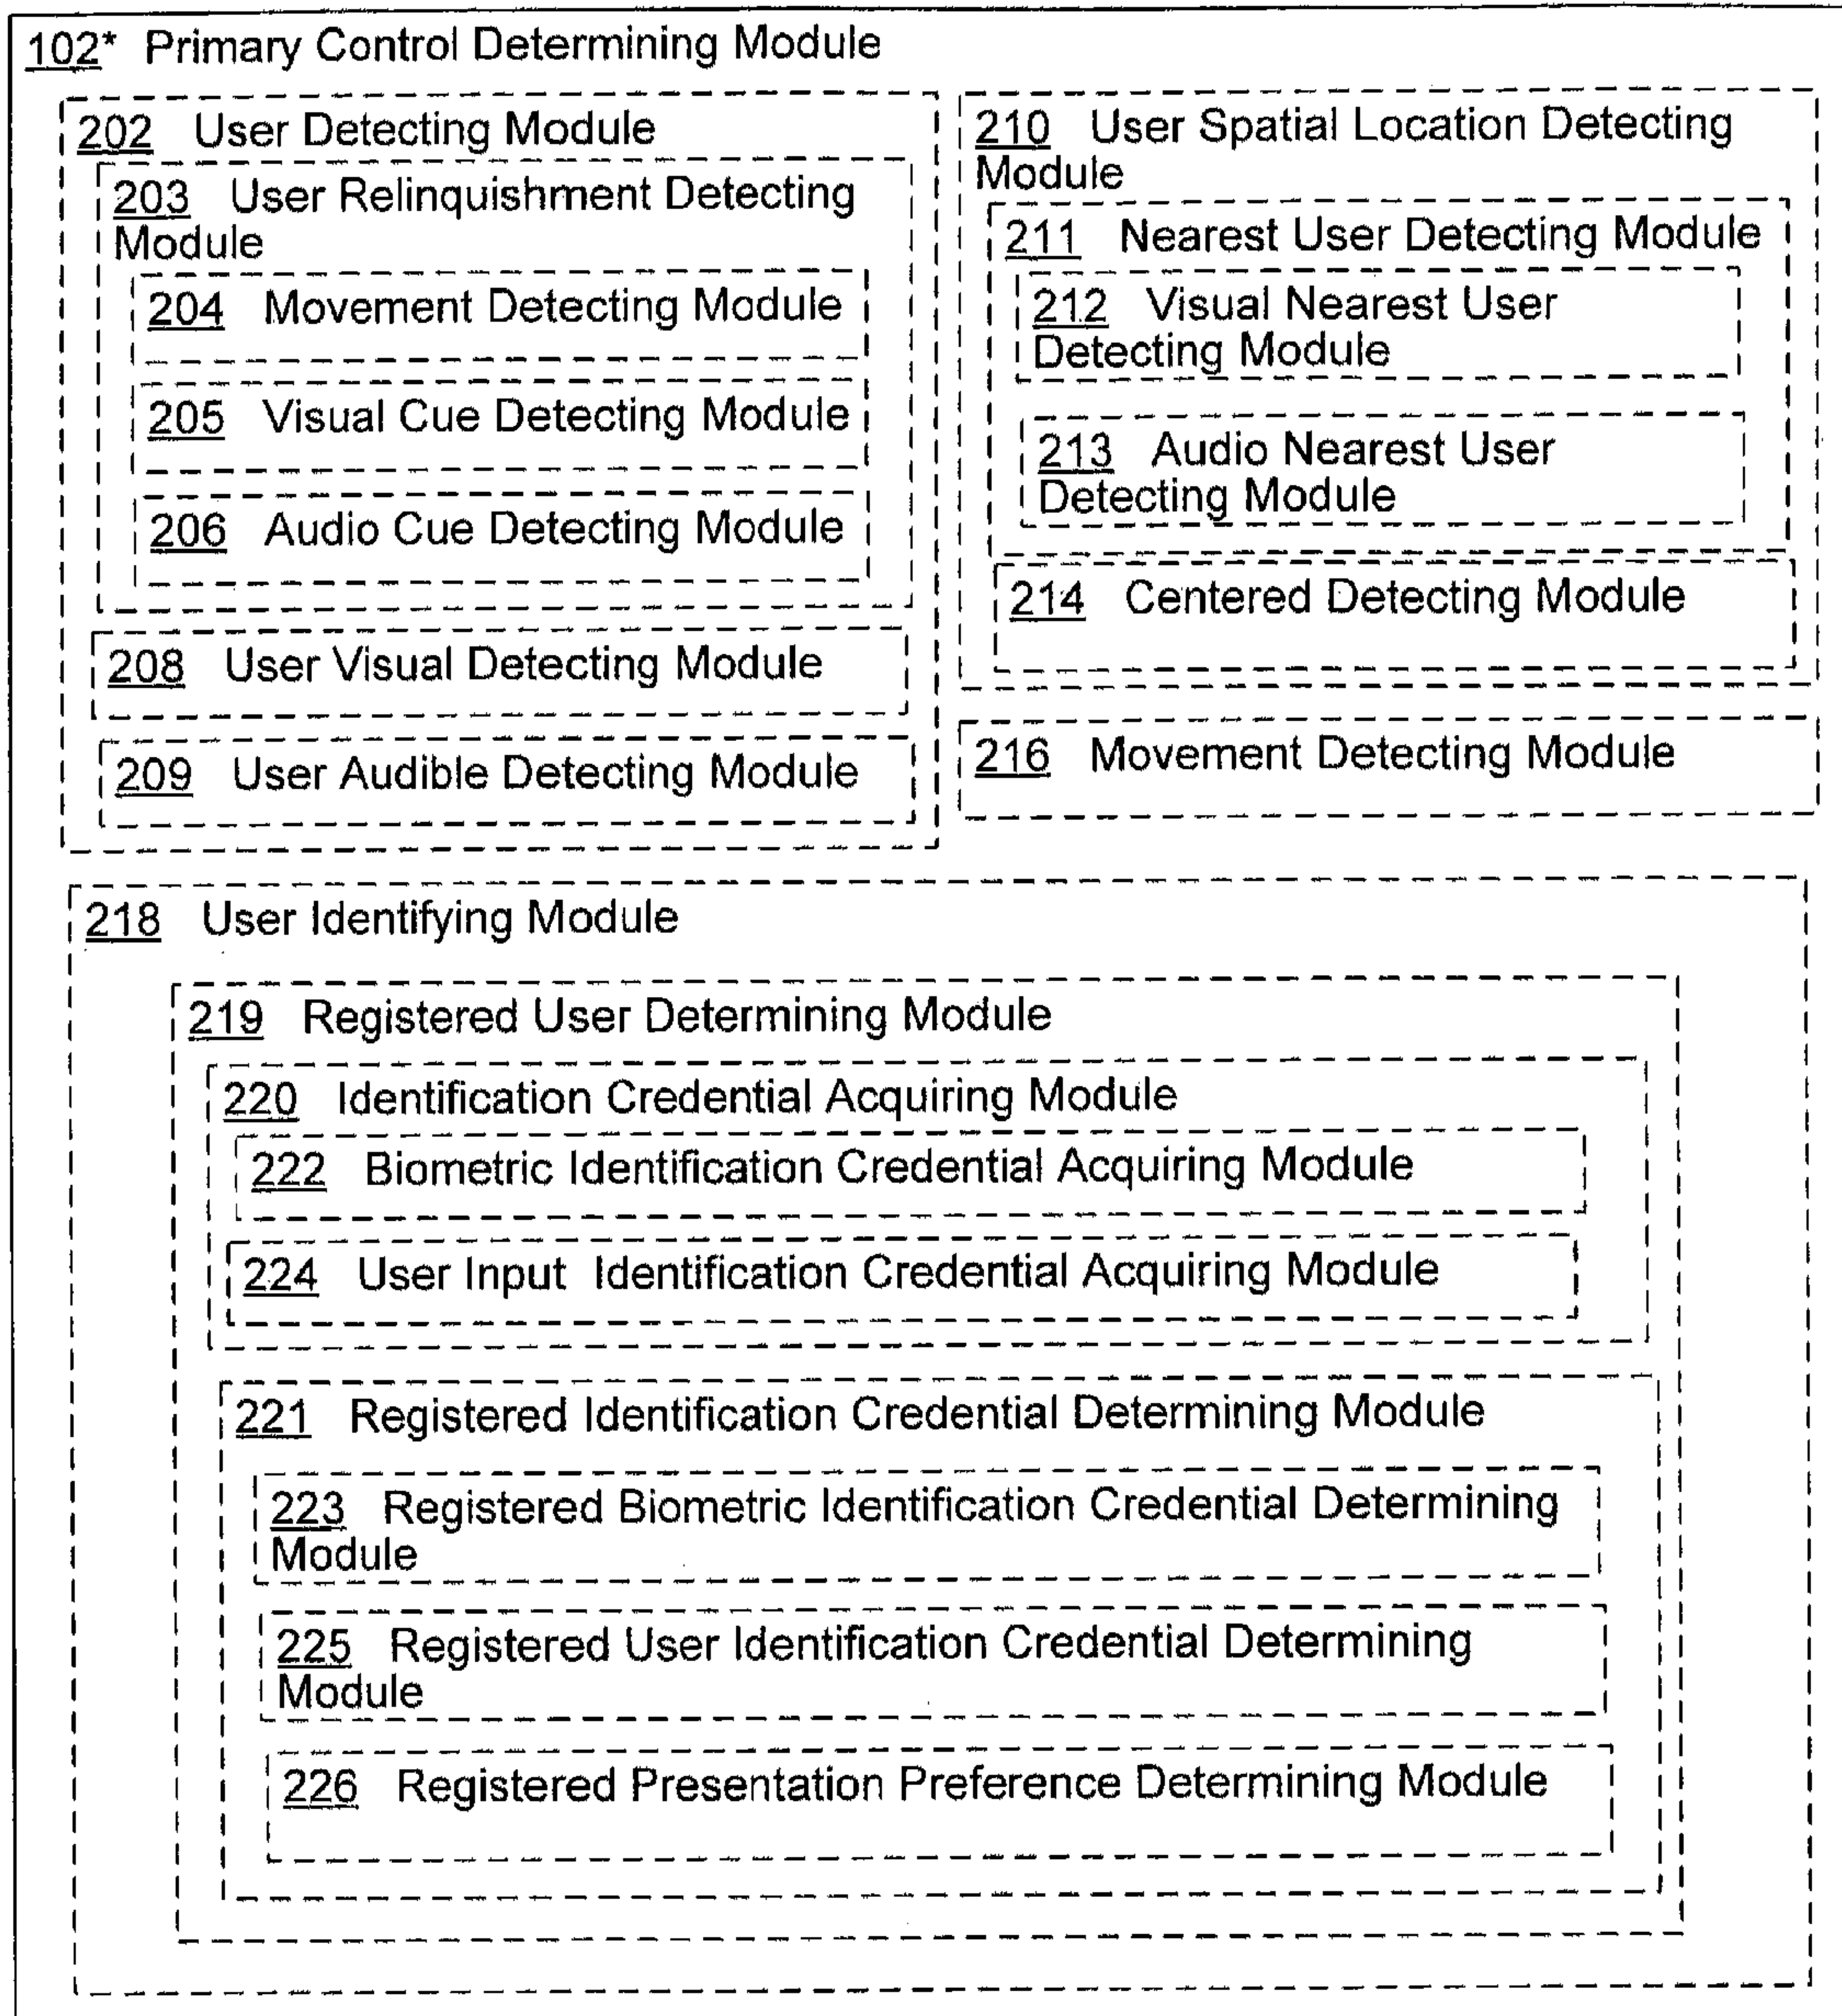 102* Primary Control Determining Module
202 User Detecting Module
203 User Relinquishment Detecting
Module
204 Movement Detecting Module
205 Visual Cue Detecting Module
206 Audio Cue Detecting Module
208 User Visual Detecting Module
209 User Audible Detecting Module
210 User Spatial Location Detecting
Module
211 Nearest User Detecting Module
212 Visual Nearest User
Detecting Module
213 Audio Nearest User
Detecting Module
214 Centered Detecting Module
216 Movement Detecting Module
218 User Identifying Module
219 Registered User Determining Module
220 Identification Credential Acquiring Module
222 Biometric Identification Credential Acquiring Module
224 User Input Identification Credential Acquiring Module
221 Registered Identification Credential Determining Module
223 Registered Biometric Identification Credential Determining
Module
225 Registered User Identification Credential Determining
Module
226 Registered Presentation Preference Determining Module